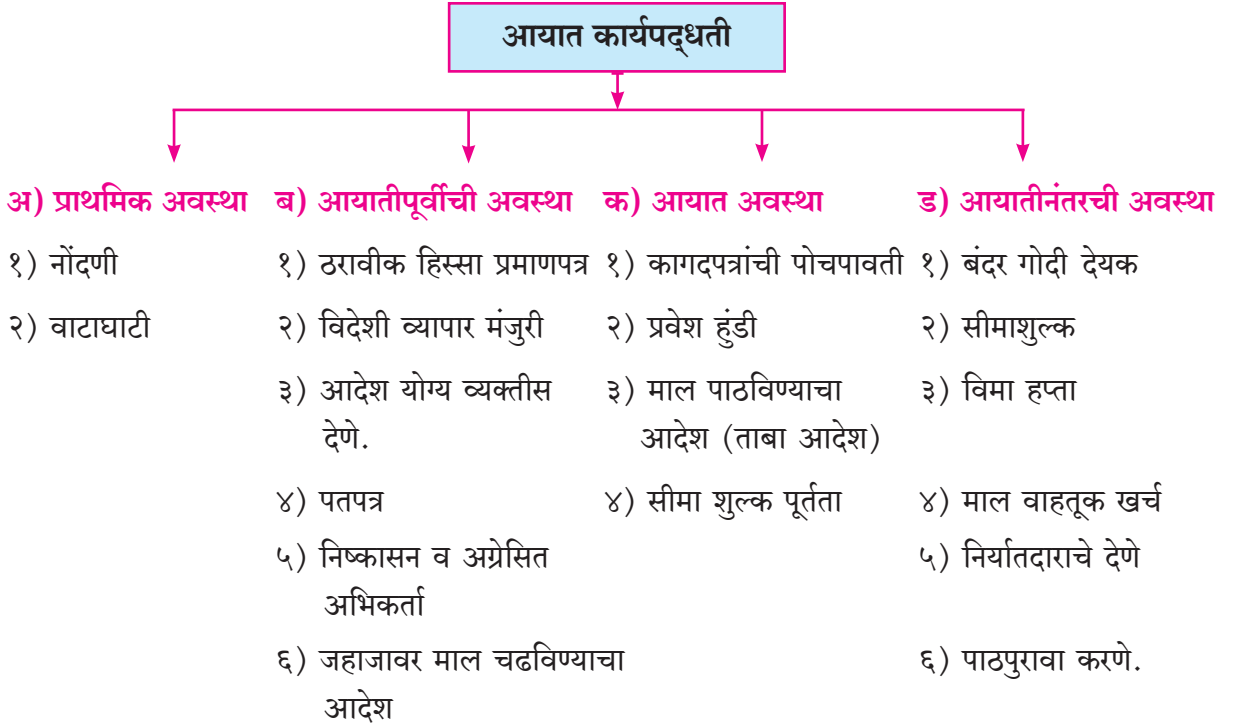 आयात कार्यपद्धती
अ) प्राथमिक अवस्था
१) नोंदणी
२) वाटाघाटी
ब) आयातीपूर्वीची अवस्था
१) ठरावीक हिस्सा प्रमाणपत्र
२) विदेशी व्यापार मंजुरी
३) आदेश योग्य व्यक्तीस
देणे.
४) पतपत्र
५) निष्कासन व अग्रेसित
अभिकर्ता
६) जहाजावर माल चढविण्याचा
आदेश
क) आयात अवस्था
१) कागदपत्रांची पोचपावती
२) प्रवेश हुंडी
३) माल पाठविण्याचा
आदेश (ताबा आदेश)
४) सीमा शुल्क पूर्तता
ड) आयातीनंतरची अवस्था
१) बंदर गोदी देयक
२) सीमाशुल्क
३) विमा हप्ता
४) माल वाहतूक खर्च
५) निर्यातदाराचे देणे
६) पाठपुरावा करणे.